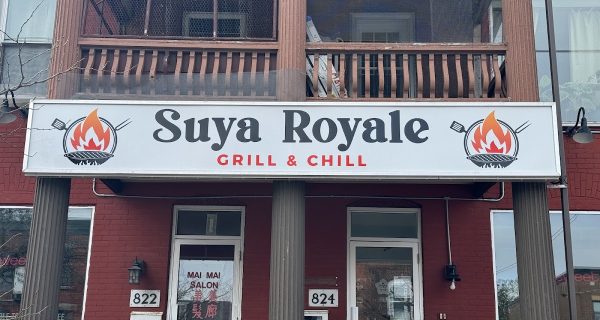 Suya Royale
GRILL & CHILL
MAI MAI
SALON
822
824